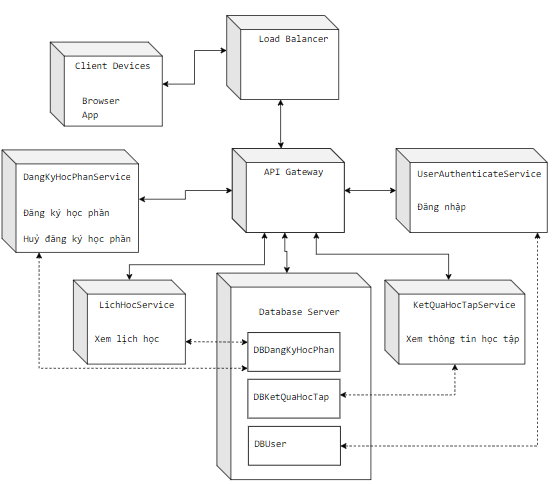 Load Balancer
Client Devices
Browser
App
DangKyHocPhanService
Đăng ký học phần
Huỷ đăng ký học phần
API Gateway
UserAuthenticateService
Đăng nhập
LichHocService
Xem lịch học
Database Server
DBDangKyHocPhan
DBKetQuaHocTap
DBUser
KetQuaHocTapService
Xem thông tin học tập